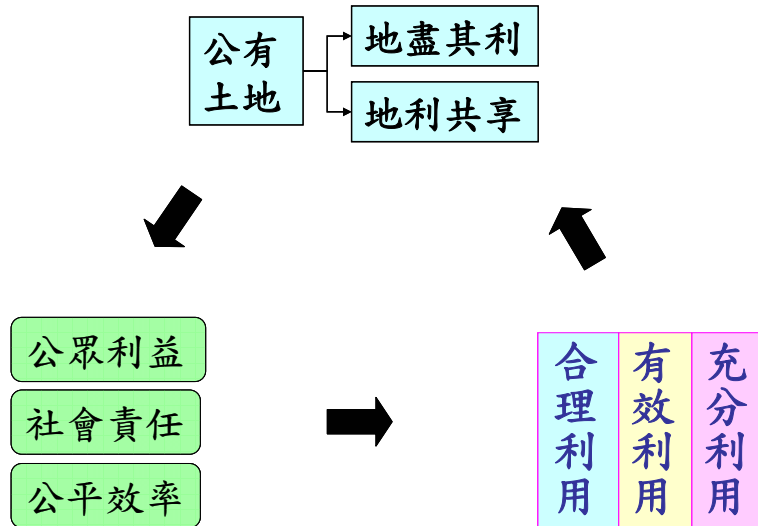 公有
土地
地盡其利
地利共享
公眾利益
社會責任
公平效率
合理利用
有效利用
充分利用